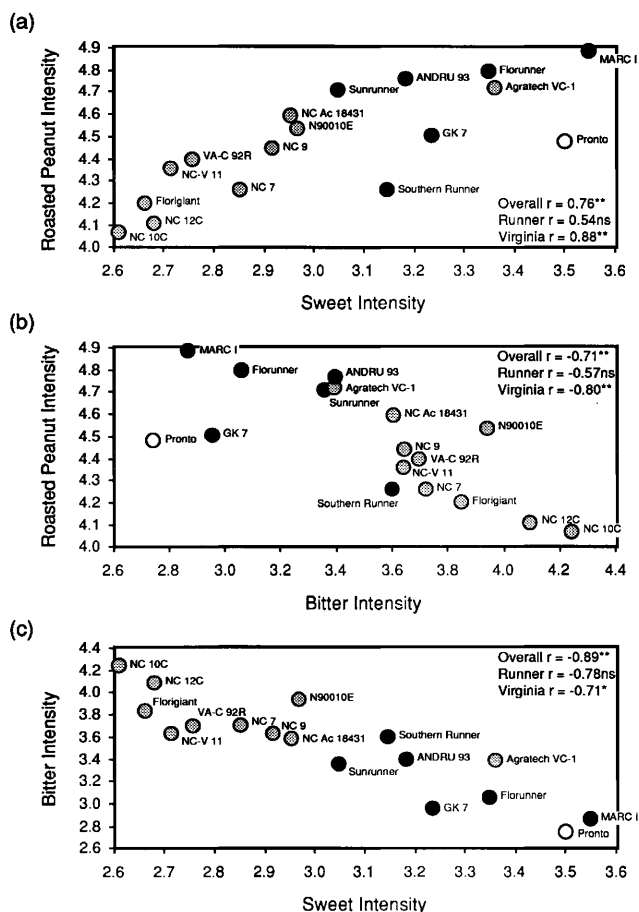 (a)
Roasted Peanut Intensity
4.9
4.8
4.7
4.6
4.5
4.4
4.3
4.2
4.1
4.0
MARC I
Florunner
ANDRU 93
Agratech VC-1
Sunrunner
NC Ac 18431
N90010E
GK 7
Pronto
NC 9
VA-C 92R
NC-V 11
NC 7
Southern Runner
Florigiant
NC 12C
NC 10C
Overall r = 0.76**
Runner r = 0.54ns
Virginia r = 0.88**
2.6 2.7 2.8 2.9 3.0 3.1 3.2 3.3 3.4 3.5 3.6
Sweet Intensity
(b)
Roasted Peanut Intensity
4.9
4.8
4.7
4.6
4.5
4.4
4.3
4.2
4.1
4.0
MARC I
Florunner
ANDRU 93
Agratech VC-1
Sunrunner
NC Ac 18431
N90010E
GK 7
Pronto
NC 9
VA-C 92R
NC-V 11
NC 7
Southern Runner
Florigiant
NC 12C
NC 10C
Overall r = -0.71**
Runner r = -0.57ns
Virginia r = -0.80**
2.6 2.8 3.0 3.2 3.4 3.6 3.8 4.0 4.2 4.4
Bitter Intensity
(c)
Bitter Intensity
4.4
4.2
4.0
3.8
3.6
3.4
3.2
3.0
2.8
2.6
NC 10C
NC 12C
N90010E
Florigiant
VA-C 92R
NC 7
NC 9
NC-V 11
NC Ac 18431
Southern Runner
Sunrunner
ANDRU 93
Agratech VC-1
GK 7
Florunner
MARC I
Pronto
Overall r = -0.89**
Runner r = -0.78ns
Virginia r = -0.71*
2.6 2.7 2.8 2.9 3.0 3.1 3.2 3.3 3.4 3.5 3.6
Sweet Intensity